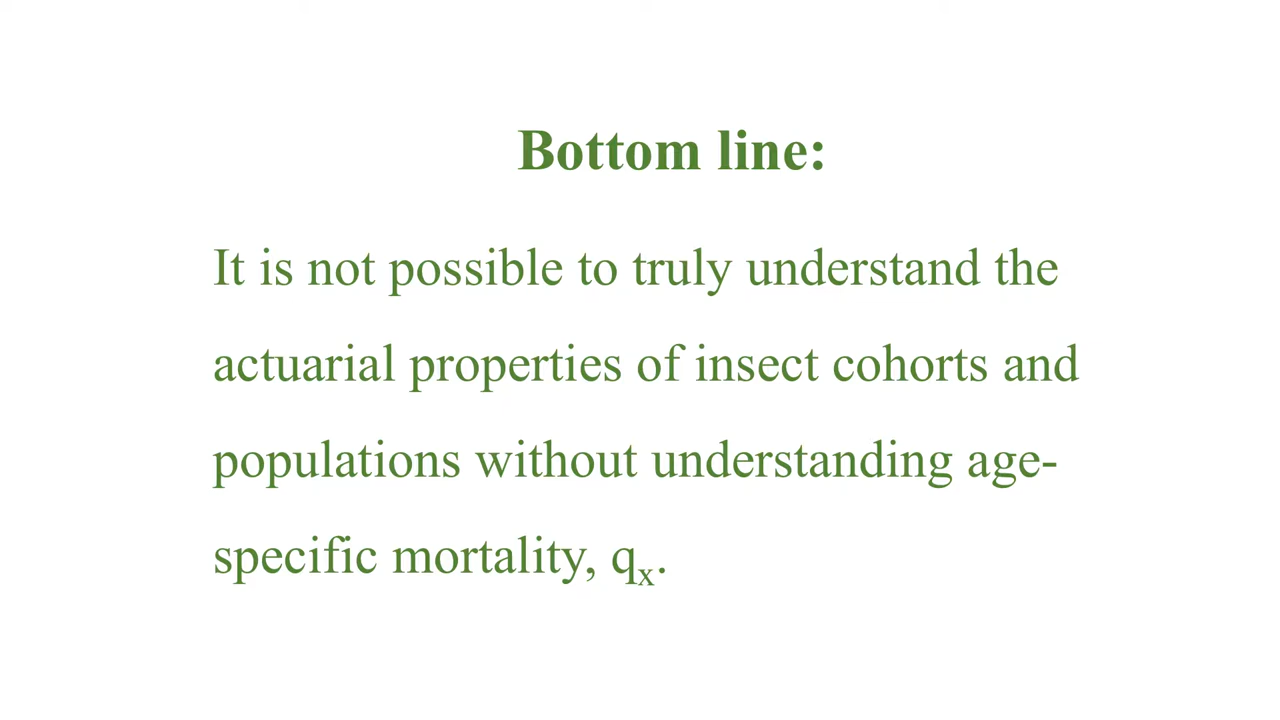 Bottom line:
It is not possible to truly understand the
actuarial properties of insect cohorts and
populations without understanding age-
specific mortality, qₓ.